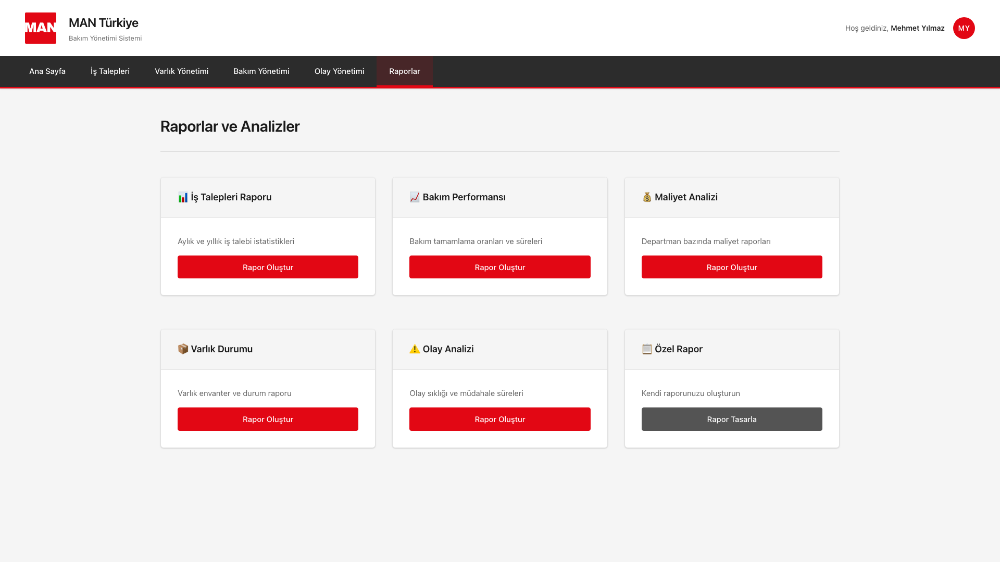 MAN
MAN Türkiye
Bakım Yönetimi Sistemi
Hoş geldiniz, Mehmet Yılmaz
MY
Ana Sayfa
İş Talepleri
Varlık Yönetimi
Bakım Yönetimi
Olay Yönetimi
Raporlar
Raporlar ve Analizler
İş Talepleri Raporu
Aylık ve yıllık iş talebi istatistikleri
Rapor Oluştur
Bakım Performansı
Bakım tamamlama oranları ve süreleri
Rapor Oluştur
Maliyet Analizi
Departman bazında maliyet raporları
Rapor Oluştur
Varlık Durumu
Varlık envanter ve durum raporu
Rapor Oluştur
Olay Analizi
Olay sıklığı ve müdahale süreleri
Rapor Oluştur
Özel Rapor
Kendi raporunuzu oluşturun
Rapor Tasarla